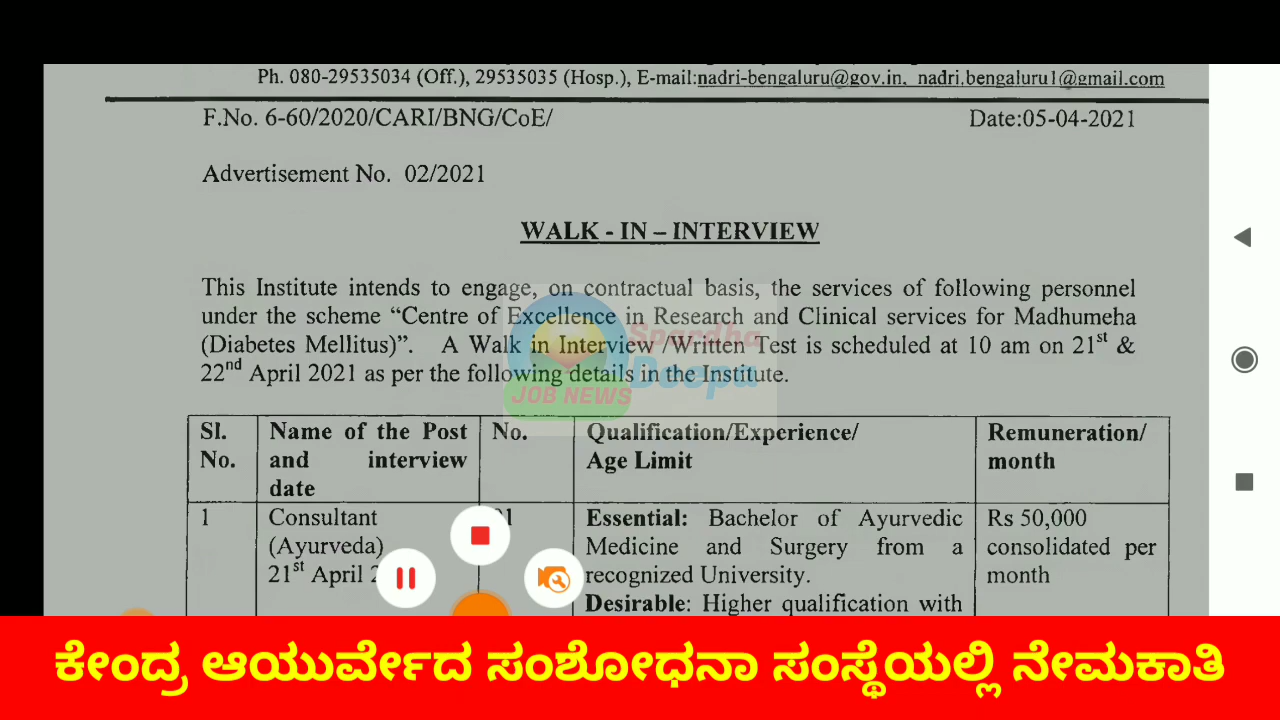 Ph. 080-29535034 (Off.), 29535035 (Hosp.), E-mail:nadri-bengaluru@gov.in, nadri.bengaluru1@gmail.com
F.No. 6-60/2020/CARI/BNG/CoE/ Date:05-04-2021
Advertisement No. 02/2021
WALK - IN – INTERVIEW
This Institute intends to engage, on contractual basis, the services of following personnel
under the scheme “Centre of Excellence in Research and Clinical services for Madhumeha
(Diabetes Mellitus)”. A Walk in Interview /Written Test is scheduled at 10 am on 21st &
22nd April 2021 as per the following details in the Institute.
Spardha
Deepa
JOB NEWS
Sl. No.
Name of the Post and interview date
No.
Qualification/Experience/
Age Limit
Remuneration/
month
1
Consultant
(Ayurveda)
21st April
Essential: Bachelor of Ayurvedic
Medicine and Surgery from a
recognized University.
Desirable: Higher qualification with
Rs 50,000
consolidated per
month
ಕೇಂದ್ರ ಆಯುರ್ವೇದ ಸಂಶೋಧನಾ ಸಂಸ್ಥೆಯಲ್ಲಿ ನೇಮಕಾತಿ